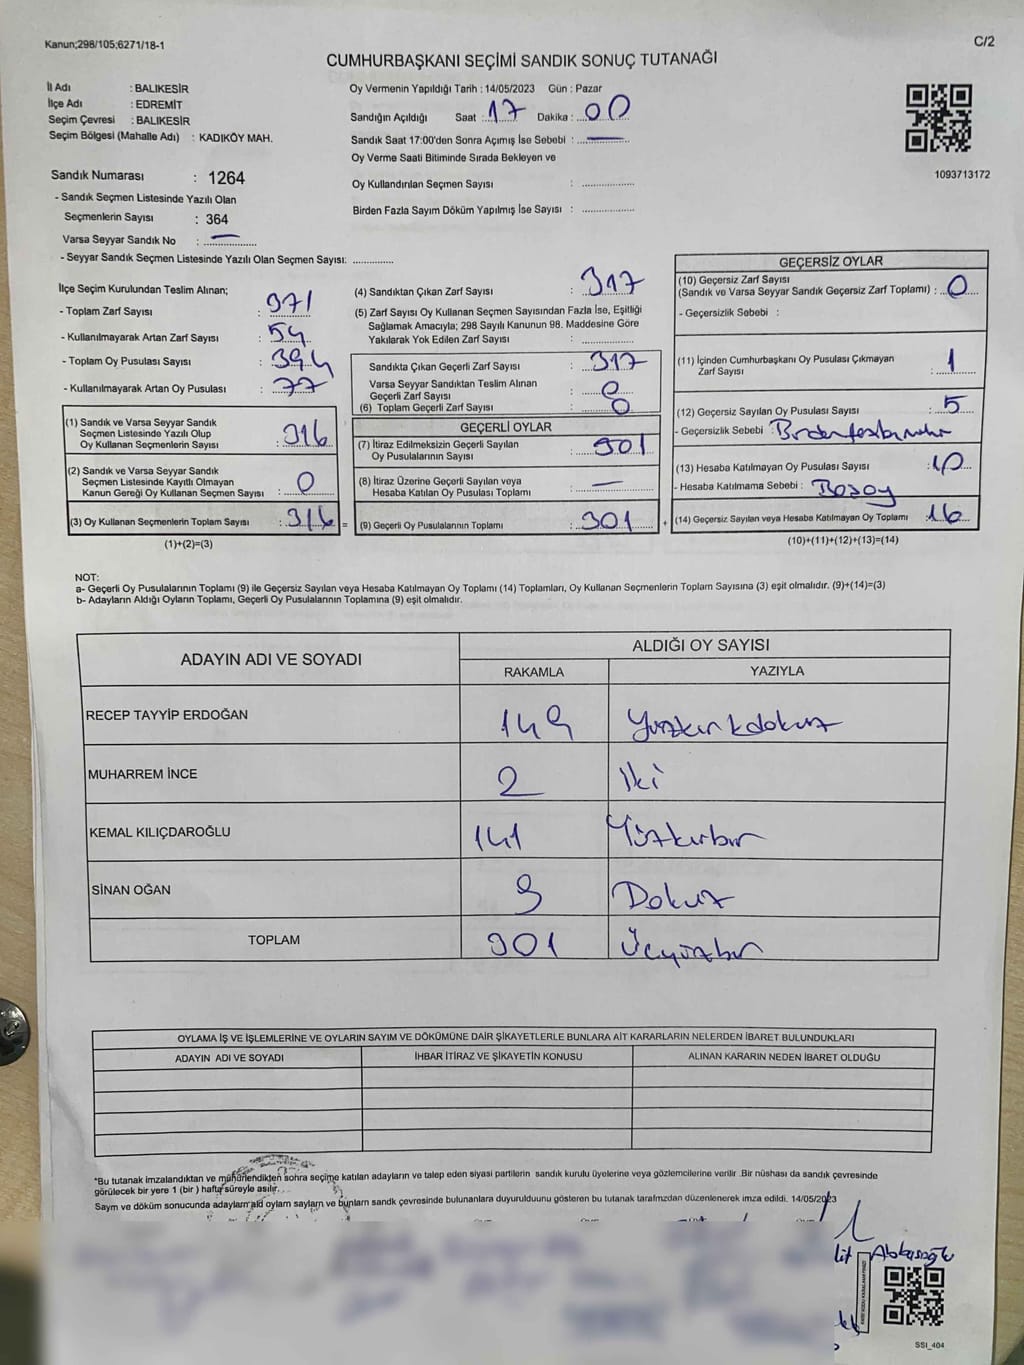 Kanun;298/105;6271/18-1
C/2
CUMHURBAŞKANI SEÇİMİ SANDIK SONUÇ TUTANAĞI
İl Adı : BALIKESİR
İlçe Adı : EDREMİT
Seçim Çevresi : BALIKESİR
Seçim Bölgesi (Mahalle Adı) : KADIKÖY MAH.
Sandık Numarası : 1264
- Sandık Seçmen Listesinde Yazılı Olan
Seçmenlerin Sayısı : 364
Varsa Seyyar Sandık No : —
- Seyyar Sandık Seçmen Listesinde Yazılı Olan Seçmen Sayısı: ..............
Oy Vermenin Yapıldığı Tarih : 14/05/2023 Gün : Pazar
Sandığın Açıldığı Saat : 17 Dakika : 00
Sandık Saat 17:00'den Sonra Açımış İse Sebebi : —
Oy Verme Saati Bitiminde Sırada Bekleyen ve
Oy Kullandırılan Seçmen Sayısı : ..................
Birden Fazla Sayım Döküm Yapılmış İse Sayısı : ..................
1093713172
İlçe Seçim Kurulundan Teslim Alınan;
- Toplam Zarf Sayısı : 371
- Kullanılmayarak Artan Zarf Sayısı : 54
- Toplam Oy Pusulası Sayısı : 394
- Kullanılmayarak Artan Oy Pusulası : 77
(1) Sandık ve Varsa Seyyar Sandık
Seçmen Listesinde Yazılı Olup
Oy Kullanan Seçmenlerin Sayısı : 316
(2) Sandık ve Varsa Seyyar Sandık
Seçmen Listesinde Kayıtlı Olmayan
Kanun Gereği Oy Kullanan Seçmen Sayısı : 0
(3) Oy Kullanan Seçmenlerin Toplam Sayısı : 316 =
(1)+(2)=(3)
(4) Sandıktan Çıkan Zarf Sayısı : 317
(5) Zarf Sayısı Oy Kullanan Seçmen Sayısından Fazla İse, Eşitliği
Sağlamak Amacıyla; 298 Sayılı Kanunun 98. Maddesine Göre
Yakılarak Yok Edilen Zarf Sayısı : ..................
Sandıkta Çıkan Geçerli Zarf Sayısı : 317
Varsa Seyyar Sandıktan Teslim Alınan
Geçerli Zarf Sayısı : 0
(6) Toplam Geçerli Zarf Sayısı : 0
GEÇERLİ OYLAR
(7) İtiraz Edilmeksizin Geçerli Sayılan
Oy Pusulalarının Sayısı : 301
(8) İtiraz Üzerine Geçerli Sayılan veya
Hesaba Katılan Oy Pusulası Toplamı : —
(9) Geçerli Oy Pusulalarının Toplamı : 301 +
GEÇERSİZ OYLAR
(10) Geçersiz Zarf Sayısı
(Sandık ve Varsa Seyyar Sandık Geçersiz Zarf Toplamı) : 0
- Geçersizlik Sebebi :
(11) İçinden Cumhurbaşkanı Oy Pusulası Çıkmayan
Zarf Sayısı : 1
(12) Geçersiz Sayılan Oy Pusulası Sayısı : 5
- Geçersizlik Sebebi :
(13) Hesaba Katılmayan Oy Pusulası Sayısı : 10
- Hesaba Katılmama Sebebi :
(14) Geçersiz Sayılan veya Hesaba Katılmayan Oy Toplamı : 16
(10)+(11)+(12)+(13)=(14)
NOT:
a- Geçerli Oy Pusulalarının Toplamı (9) ile Geçersiz Sayılan veya Hesaba Katılmayan Oy Toplamı (14) Toplamları, Oy Kullanan Seçmenlerin Toplam Sayısına (3) eşit olmalıdır. (9)+(14)=(3)
b- Adayların Aldığı Oyların Toplamı, Geçerli Oy Pusulalarının Toplamına (9) eşit olmalıdır.
ADAYIN ADI VE SOYADI
ALDIĞI OY SAYISI
RAKAMLA YAZIYLA
RECEP TAYYİP ERDOĞAN 149 Yüzkırkdokuz
MUHARREM İNCE 2 İki
KEMAL KILIÇDAROĞLU 141 Yüzkırbir
SİNAN OĞAN 9 Dokuz
TOPLAM 301 Üçyüzbir
OYLAMA İŞ VE İŞLEMLERİNE VE OYLARIN SAYIM VE DÖKÜMÜNE DAİR ŞİKAYETLERLE BUNLARA AİT KARARLARIN NELERDEN İBARET BULUNDUKLARI
ADAYIN ADI VE SOYADI İHBAR İTİRAZ VE ŞİKAYETİN KONUSU ALINAN KARARIN NEDEN İBARET OLDUĞU
*Bu tutanak imzalandıktan ve mühürlendikten sonra seçime katılan adayların ve talep eden siyasi partilerin sandık kurulu üyelerine veya gözlemcilerine verilir .Bir nüshası da sandık çevresinde
görülecek bir yere 1 (bir ) hafta süreyle asılır.
Sayım ve döküm sonucunda adayların ald oyların sayıları ve bunların sandk çevresinde bulunanlara duyurulduunu gösteren bu tutanak tarafmzdan düzenlenerek imza edildi. 14/05/2023
SSI_404